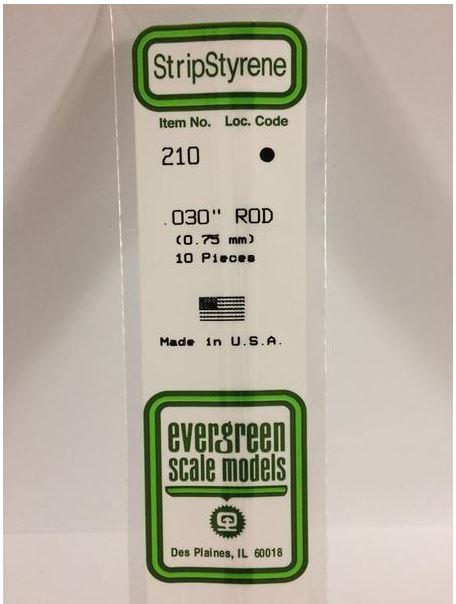 StripStyrene
Item No. Loc. Code
210 ●
.030" ROD
(0.75 mm)
10 Pieces
Made in U.S.A.
evergreen
scale models
Des Plaines, IL 60018